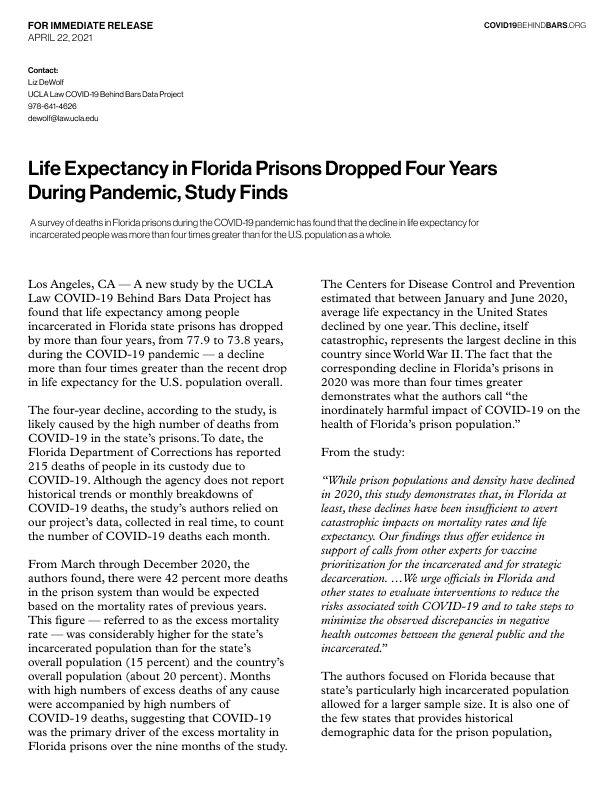 FOR IMMEDIATE RELEASE
APRIL 22, 2021
COVID19BEHINDBARS.ORG
Contact:
Liz DeWolf
UCLA Law COVID-19 Behind Bars Data Project
978-641-4626
dewolf@law.ucla.edu
Life Expectancy in Florida Prisons Dropped Four Years
During Pandemic, Study Finds
A survey of deaths in Florida prisons during the COVID-19 pandemic has found that the decline in life expectancy for
incarcerated people was more than four times greater than for the U.S. population as a whole.
Los Angeles, CA — A new study by the UCLA
Law COVID-19 Behind Bars Data Project has
found that life expectancy among people
incarcerated in Florida state prisons has dropped
by more than four years, from 77.9 to 73.8 years,
during the COVID-19 pandemic — a decline
more than four times greater than the recent drop
in life expectancy for the U.S. population overall.
The four-year decline, according to the study, is
likely caused by the high number of deaths from
COVID-19 in the state's prisons. To date, the
Florida Department of Corrections has reported
215 deaths of people in its custody due to
COVID-19. Although the agency does not report
historical trends or monthly breakdowns of
COVID-19 deaths, the study's authors relied on
our project's data, collected in real time, to count
the number of COVID-19 deaths each month.
From March through December 2020, the
authors found, there were 42 percent more deaths
in the prison system than would be expected
based on the mortality rates of previous years.
This figure — referred to as the excess mortality
rate — was considerably higher for the state's
incarcerated population than for the state's
overall population (15 percent) and the country's
overall population (about 20 percent). Months
with high numbers of excess deaths of any cause
were accompanied by high numbers of
COVID-19 deaths, suggesting that COVID-19
was the primary driver of the excess mortality in
Florida prisons over the nine months of the study.
The Centers for Disease Control and Prevention
estimated that between January and June 2020,
average life expectancy in the United States
declined by one year. This decline, itself
catastrophic, represents the largest decline in this
country since World War II. The fact that the
corresponding decline in Florida's prisons in
2020 was more than four times greater
demonstrates what the authors call “the
inordinately harmful impact of COVID-19 on the
health of Florida's prison population.”
From the study:
“While prison populations and density have declined
in 2020, this study demonstrates that, in Florida at
least, these declines have been insufficient to avert
catastrophic impacts on mortality rates and life
expectancy. Our findings thus offer evidence in
support of calls from other experts for vaccine
prioritization for the incarcerated and for strategic
decarceration. …We urge officials in Florida and
other states to evaluate interventions to reduce the
risks associated with COVID-19 and to take steps to
minimize the observed discrepancies in negative
health outcomes between the general public and the
incarcerated.”
The authors focused on Florida because that
state's particularly high incarcerated population
allowed for a larger sample size. It is also one of
the few states that provides historical
demographic data for the prison population,